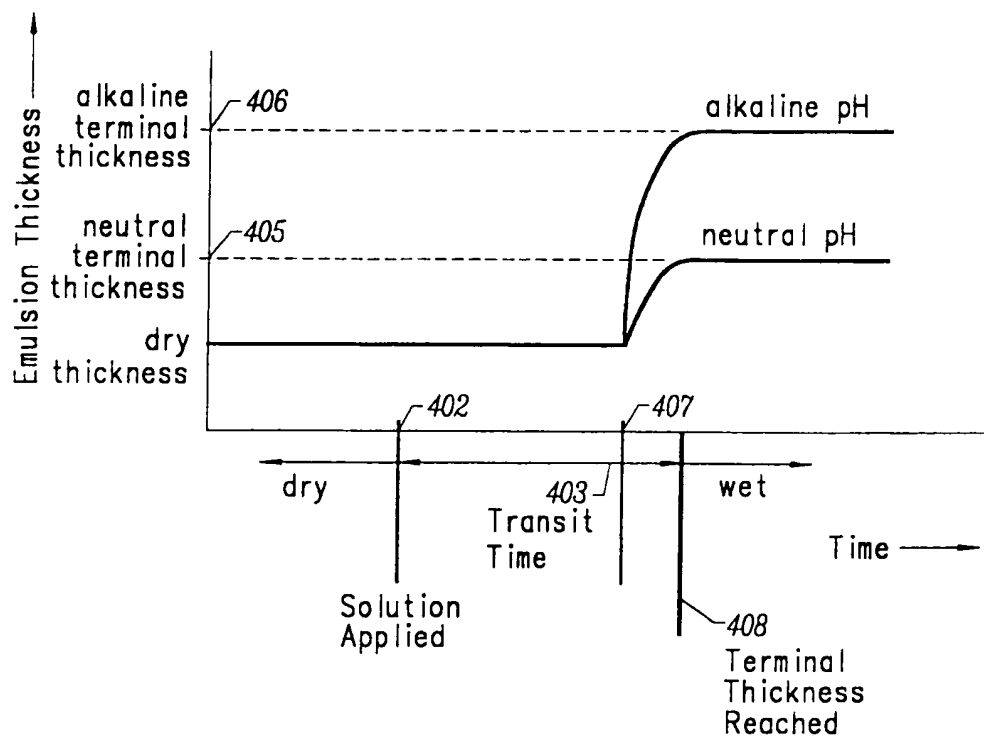 Emulsion Thickness
alkaline
terminal
thickness
406
alkaline pH
neutral
terminal
thickness
405
neutral pH
dry
thickness
402
407
dry
403
wet
Transit
Time
Time
Solution
Applied
408
Terminal
Thickness
Reached